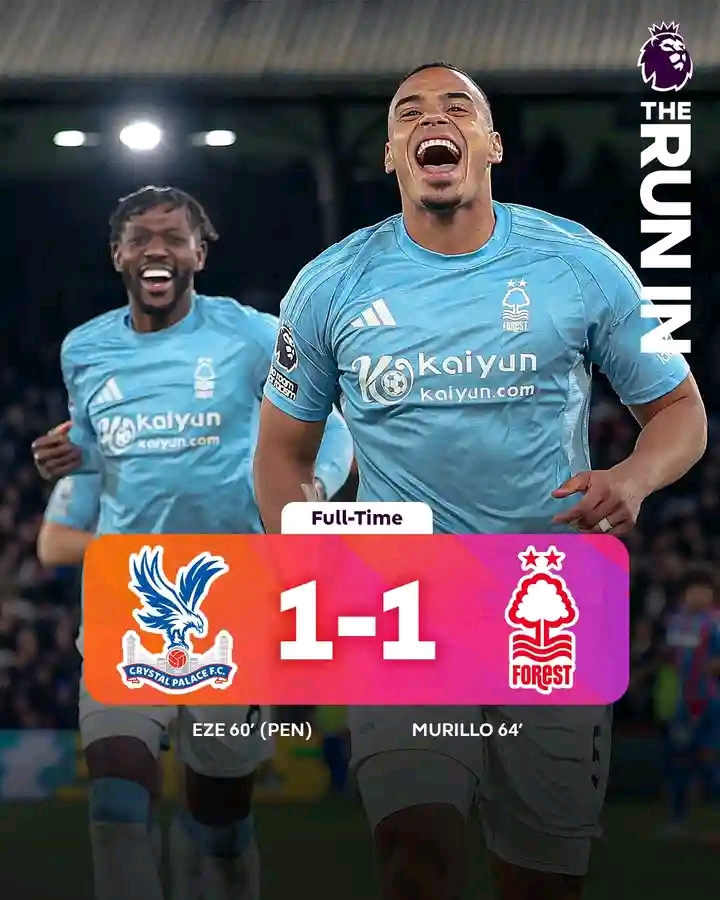 THE
RUN IN
FOREST
kaiyun
kaiyun.com
kaiyun
kaiyun.com
Full-Time
CRYSTAL PALACE F.C.
1-1
FOREST
EZE 60’ (PEN)
MURILLO 64’
5